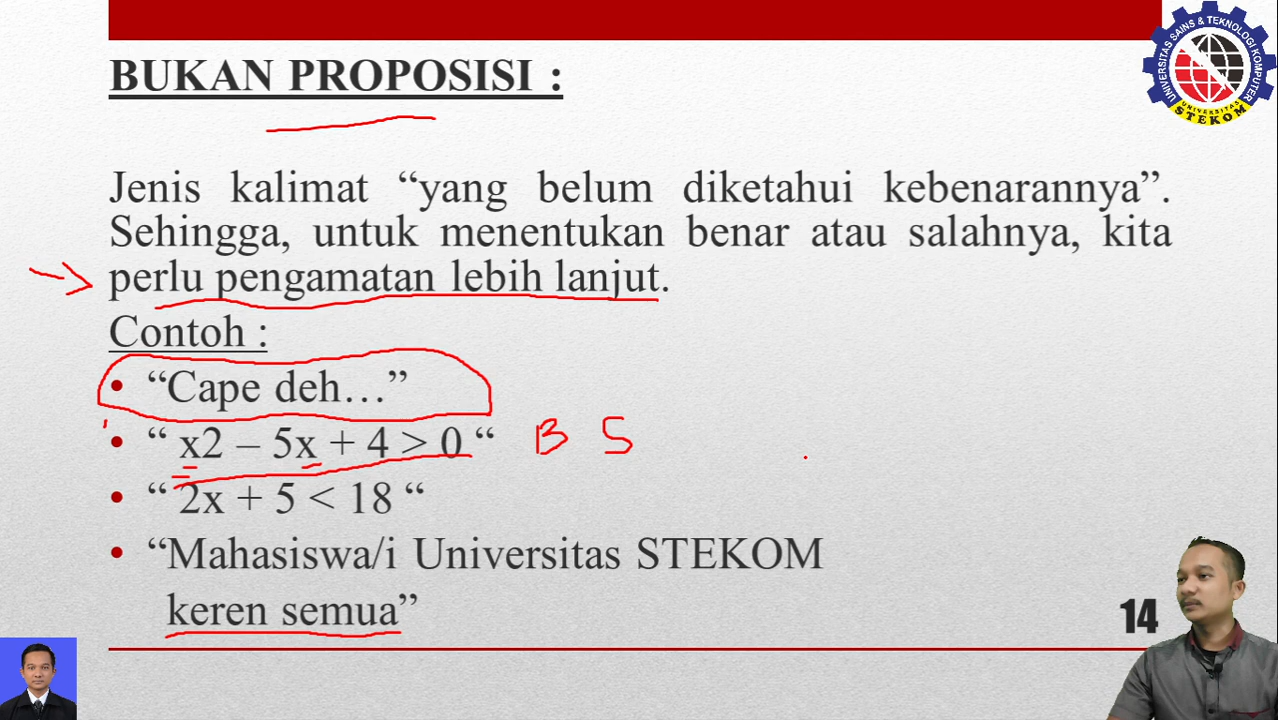 BUKAN PROPOSISI :
UNIVERSITAS SAINS & TEKNOLOGI KOMPUTER
UNIVERSITAS
STEKOM
Jenis kalimat “yang belum diketahui kebenarannya”.
Sehingga, untuk menentukan benar atau salahnya, kita
perlu pengamatan lebih lanjut.
Contoh :
• “Cape deh…”
• “ x2 – 5x + 4 > 0 “ B S
• “ 2x + 5 < 18 “
• “Mahasiswa/i Universitas STEKOM
keren semua”
14